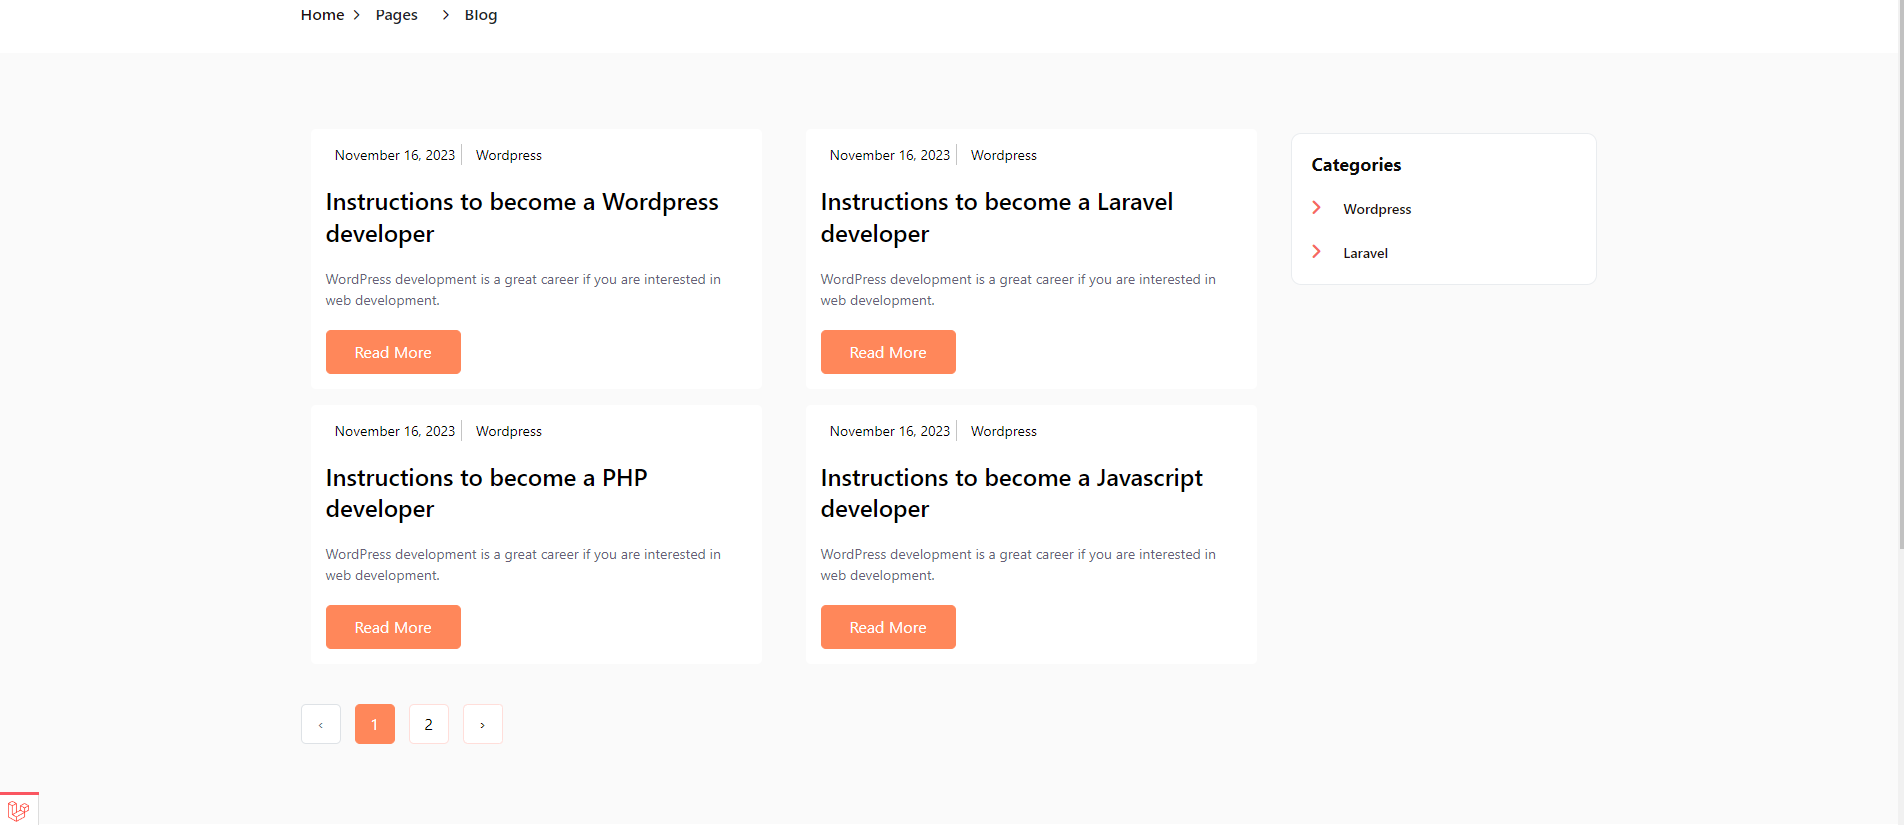 Home > Pages > Blog
November 16, 2023 Wordpress
Instructions to become a Wordpress
developer
WordPress development is a great career if you are interested in
web development.
Read More
November 16, 2023 Wordpress
Instructions to become a Laravel
developer
WordPress development is a great career if you are interested in
web development.
Read More
November 16, 2023 Wordpress
Instructions to become a PHP
developer
WordPress development is a great career if you are interested in
web development.
Read More
November 16, 2023 Wordpress
Instructions to become a Javascript
developer
WordPress development is a great career if you are interested in
web development.
Read More
‹ 1 2 ›
Categories
Wordpress
Laravel